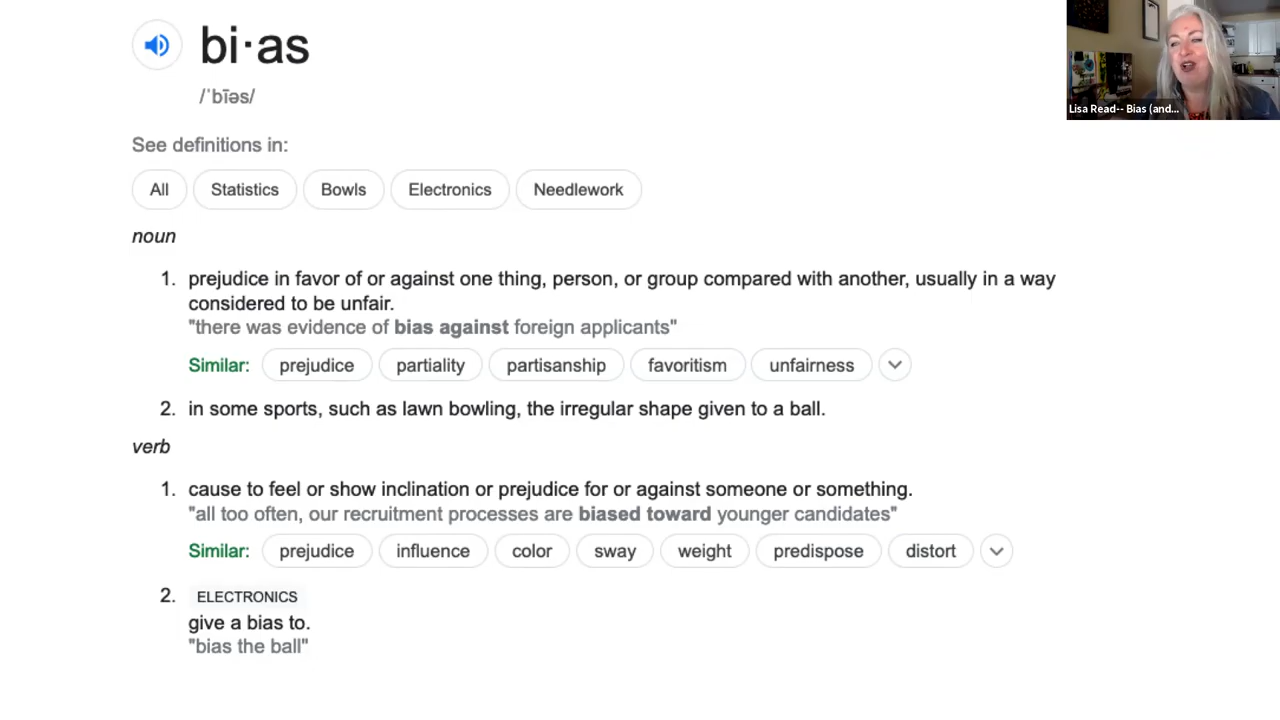 bi·as
/ˈbīəs/
See definitions in:
All Statistics Bowls Electronics Needlework
noun
1. prejudice in favor of or against one thing, person, or group compared with another, usually in a way
considered to be unfair.
"there was evidence of bias against foreign applicants"
Similar: prejudice partiality partisanship favoritism unfairness
2. in some sports, such as lawn bowling, the irregular shape given to a ball.
verb
1. cause to feel or show inclination or prejudice for or against someone or something.
"all too often, our recruitment processes are biased toward younger candidates"
Similar: prejudice influence color sway weight predispose distort
2. ELECTRONICS
give a bias to.
"bias the ball"
Lisa Read-- Bias (and...